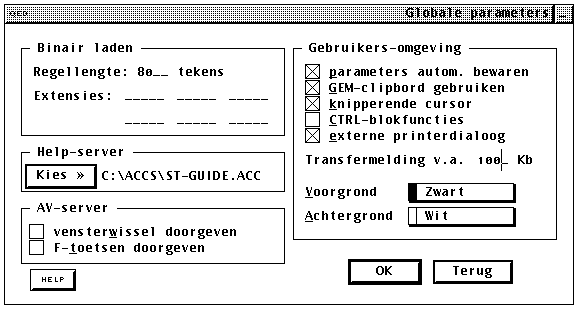 QED Globale parameters
Binair laden
Regellengte: 80__ tekens
Extensies: _____ _____ _____
_____ _____ _____
Help-server
Kies » C:\ACCS\ST-GUIDE.ACC
AV-server
vensterwissel doorgeven
F-toetsen doorgeven
HELP
Gebruikers-omgeving
parameters autom. bewaren
GEM-clipbord gebruiken
knipperende cursor
CTRL-blokfuncties
externe printerdialoog
Transfermelding v.a. 100_ Kb
Voorgrond Zwart
Achtergrond Wit
OK Terug